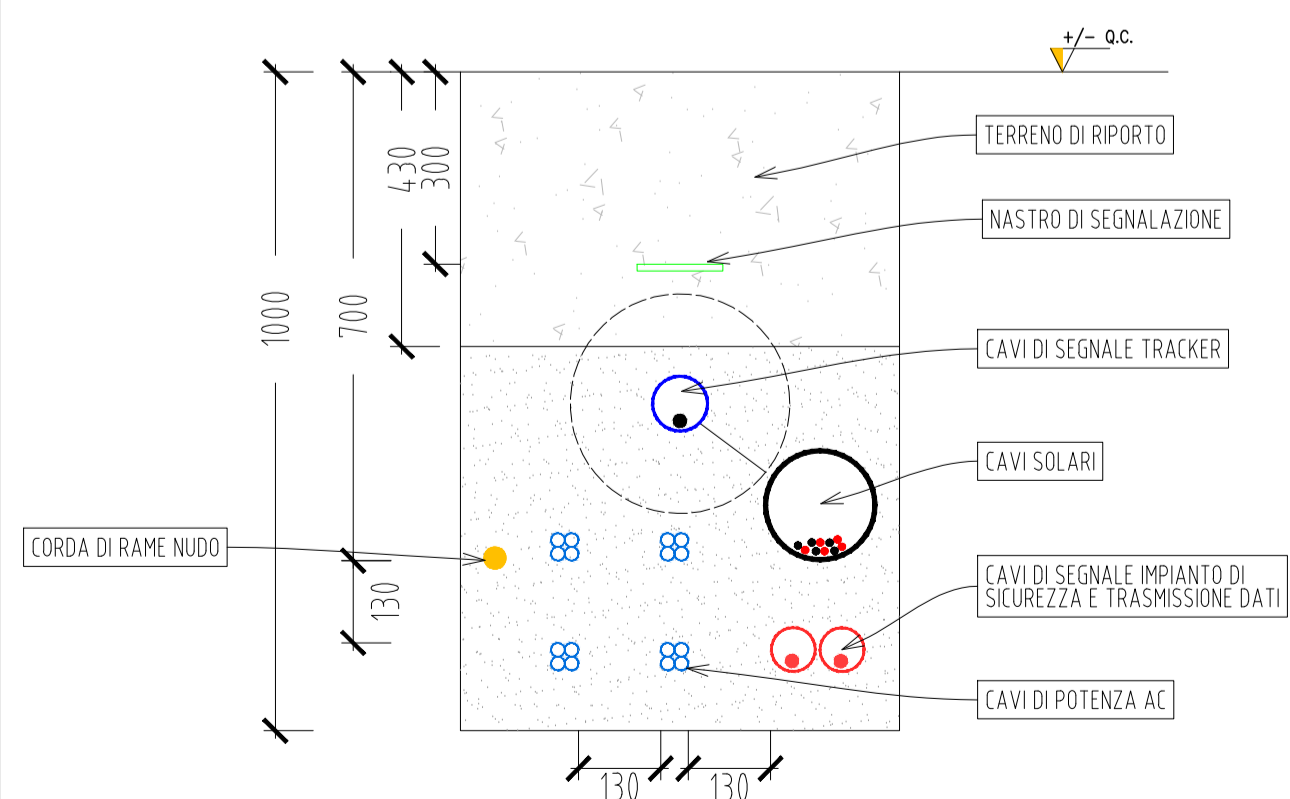 +/- Q.C.
TERRENO DI RIPORTO
430
300
NASTRO DI SEGNALAZIONE
1000
700
CAVI DI SEGNALE TRACKER
CAVI SOLARI
CORDA DI RAME NUDO
CAVI DI SEGNALE IMPIANTO DI
SICUREZZA E TRASMISSIONE DATI
130
CAVI DI POTENZA AC
130
130